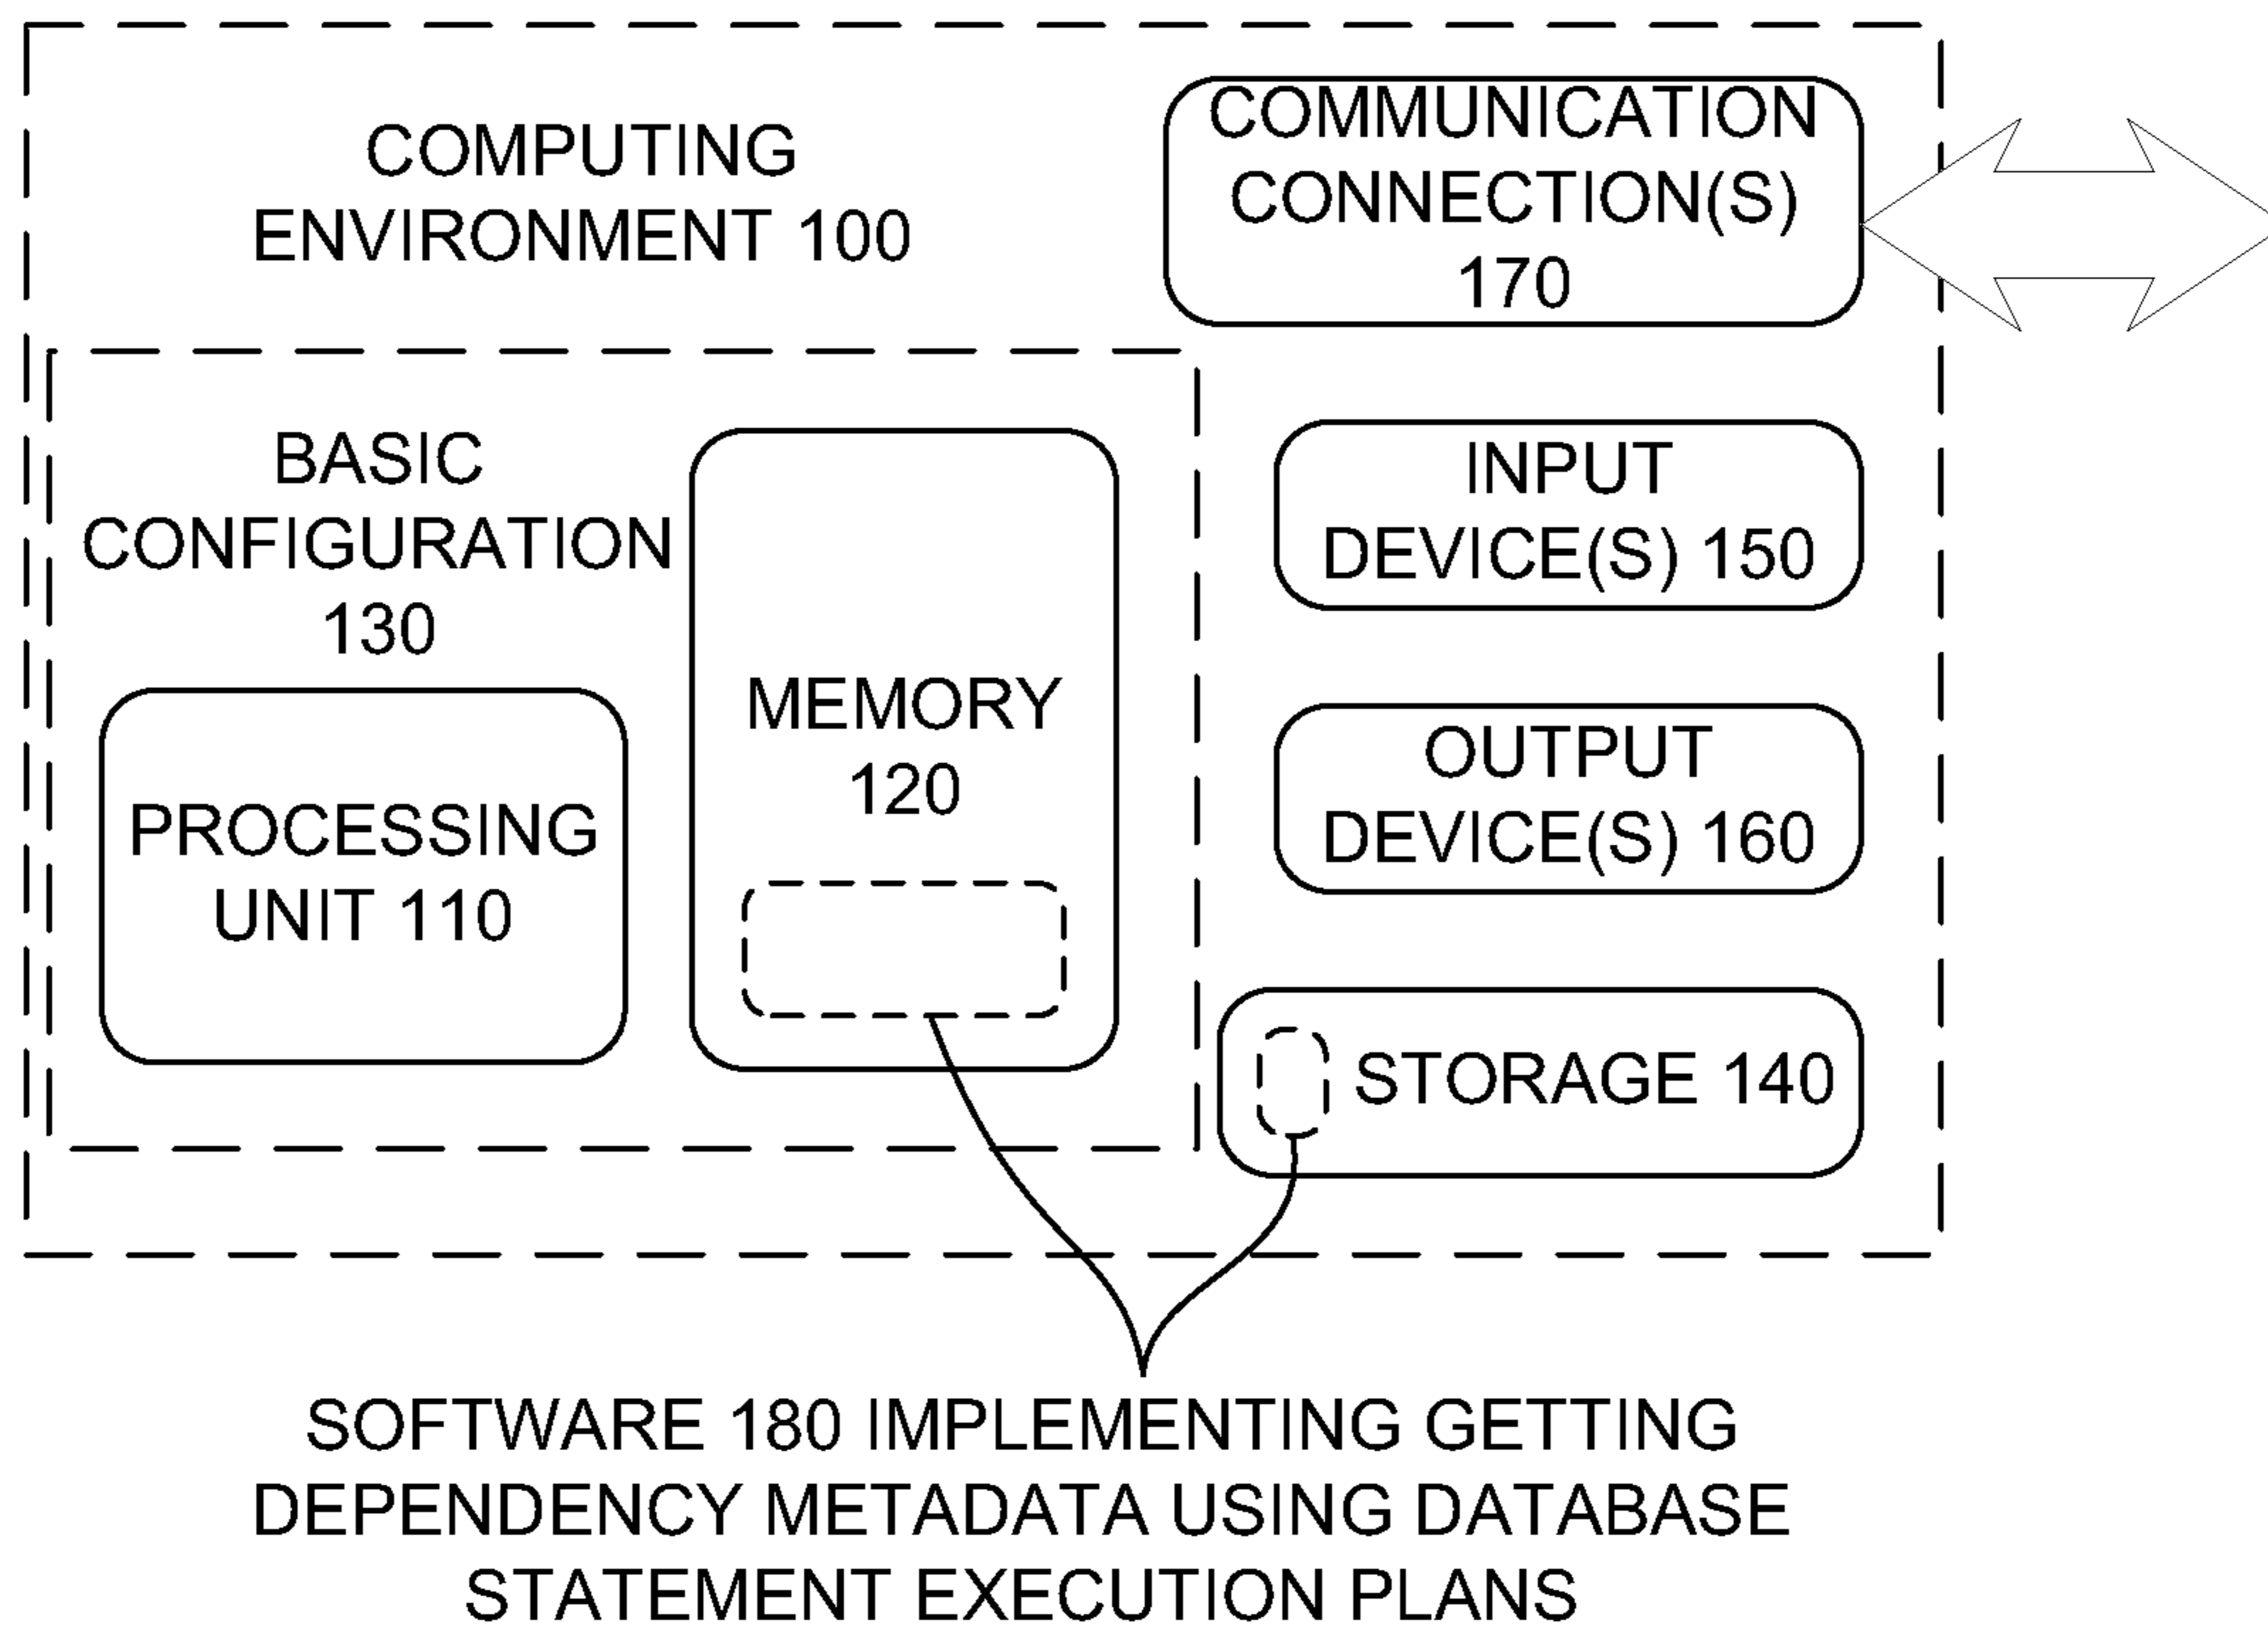 COMPUTING
ENVIRONMENT 100
COMMUNICATION
CONNECTION(S)
170
BASIC
CONFIGURATION
130
MEMORY
120
PROCESSING
UNIT 110
INPUT
DEVICE(S) 150
OUTPUT
DEVICE(S) 160
STORAGE 140
SOFTWARE 180 IMPLEMENTING GETTING
DEPENDENCY METADATA USING DATABASE
STATEMENT EXECUTION PLANS